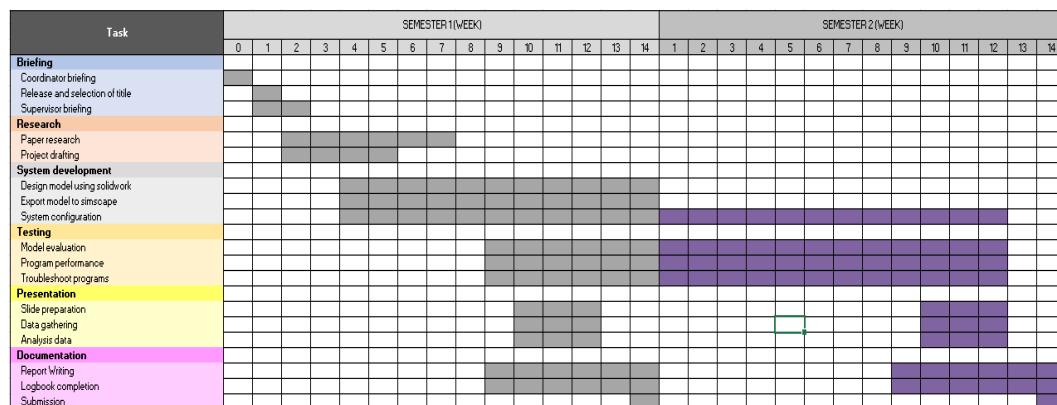 Task
SEMESTER 1(WEEK)
SEMESTER 2 (WEEK)
0 1 2 3 4 5 6 7 8 9 10 11 12 13 14 1 2 3 4 5 6 7 8 9 10 11 12 13 14
Briefing
Coordinator briefing
Release and selection of titile
Supervisor briefing
Research
Paper research
Project drafting
System development
Design model using solidwork
Export model to simscape
System configuration
Testing
Model evaluation
Program performance
Troubleshoot programs
Presentation
Slide preparation
Data gathering
Analysis data
Documentation
Report Writing
Logbook completion
Submission